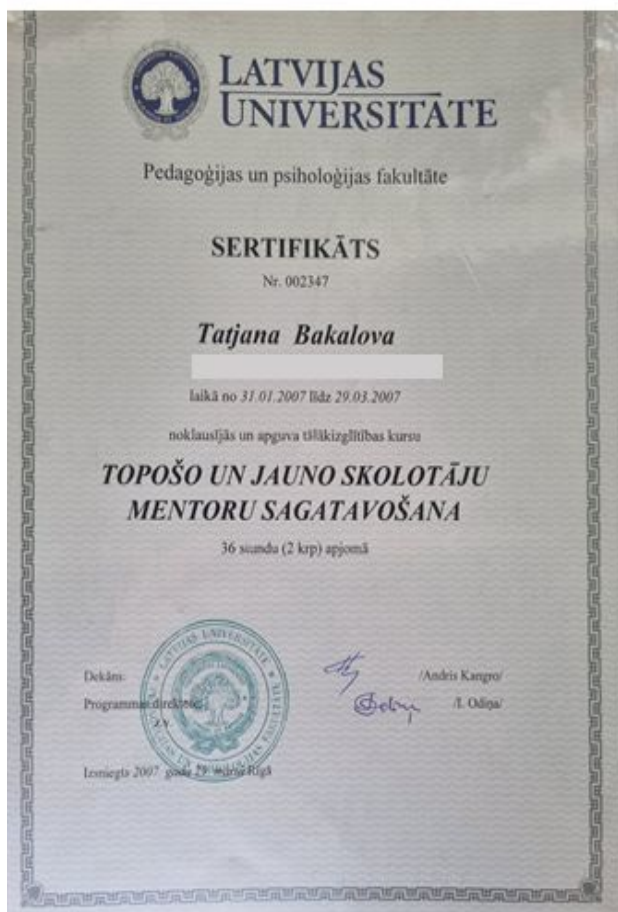 LATVIJAS
UNIVERSITĀTE
Pedagoģijas un psiholoģijas fakultāte
SERTIFIKĀTS
Nr. 002347
Tatjana Bakalova
laikā no 31.01.2007 līdz 29.03.2007
noklausījās un apguva tālākizglītības kursu
TOPOŠO UN JAUNO SKOLOTĀJU
MENTORU SAGATAVOŠANA
36 stundu (2 krp) apjomā
Dekāns: /Andris Kangro/
Programmas direktore: /I. Odiņa/
Z.V.
Izsniegts 2007. gada 29. martā Rīgā
LATVIJAS UNIVERSITĀTE